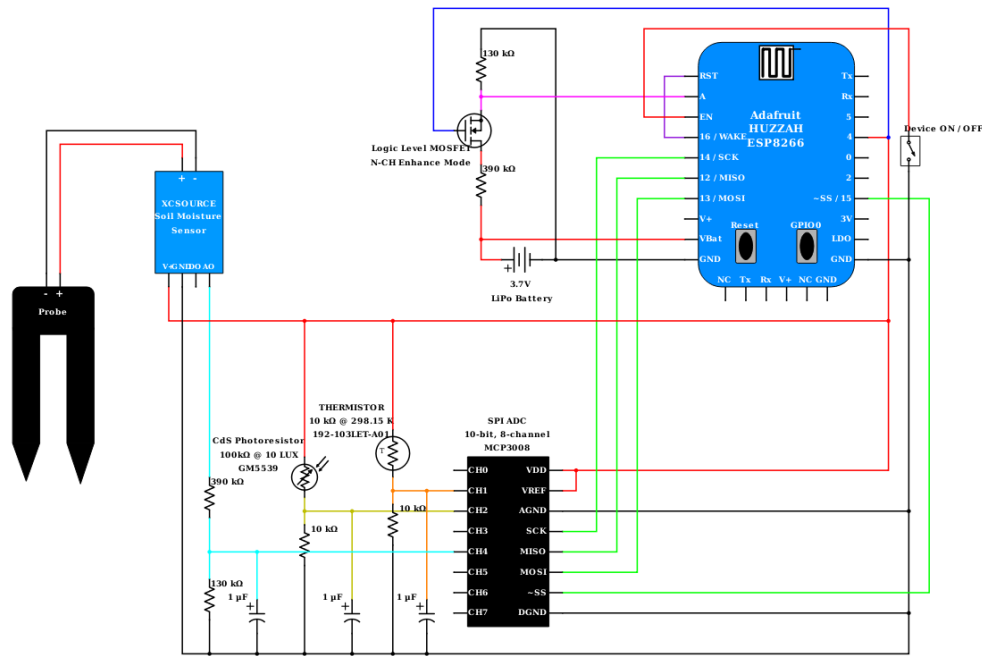 130 kΩ
Logic Level MOSFET
N-CH Enhance Mode
390 kΩ
+
3.7V
LiPo Battery
Adafruit
HUZZAH
ESP8266
RST
A
EN
16 / WAKE
14 / SCK
12 / MISO
13 / MOSI
V+
VBat
GND
Tx
Rx
5
4
0
2
~SS / 15
3V
LDO
GND
Reset
GPIO0
NC Tx Rx V+ NC GND
Device ON / OFF
+ -
XCSOURCE
Soil Moisture
Sensor
V+ GND DO AO
- +
Probe
THERMISTOR
10 kΩ @ 298.15 K
192-103LET-A01
T
CdS Photoresistor
100kΩ @ 10 LUX
GM5539
390 kΩ
10 kΩ
10 kΩ
130 kΩ
1 μF +
1 μF +
1 μF +
SPI ADC
10-bit, 8-channel
MCP3008
CH0 VDD
CH1 VREF
CH2 AGND
CH3 SCK
CH4 MISO
CH5 MOSI
CH6 ~SS
CH7 DGND